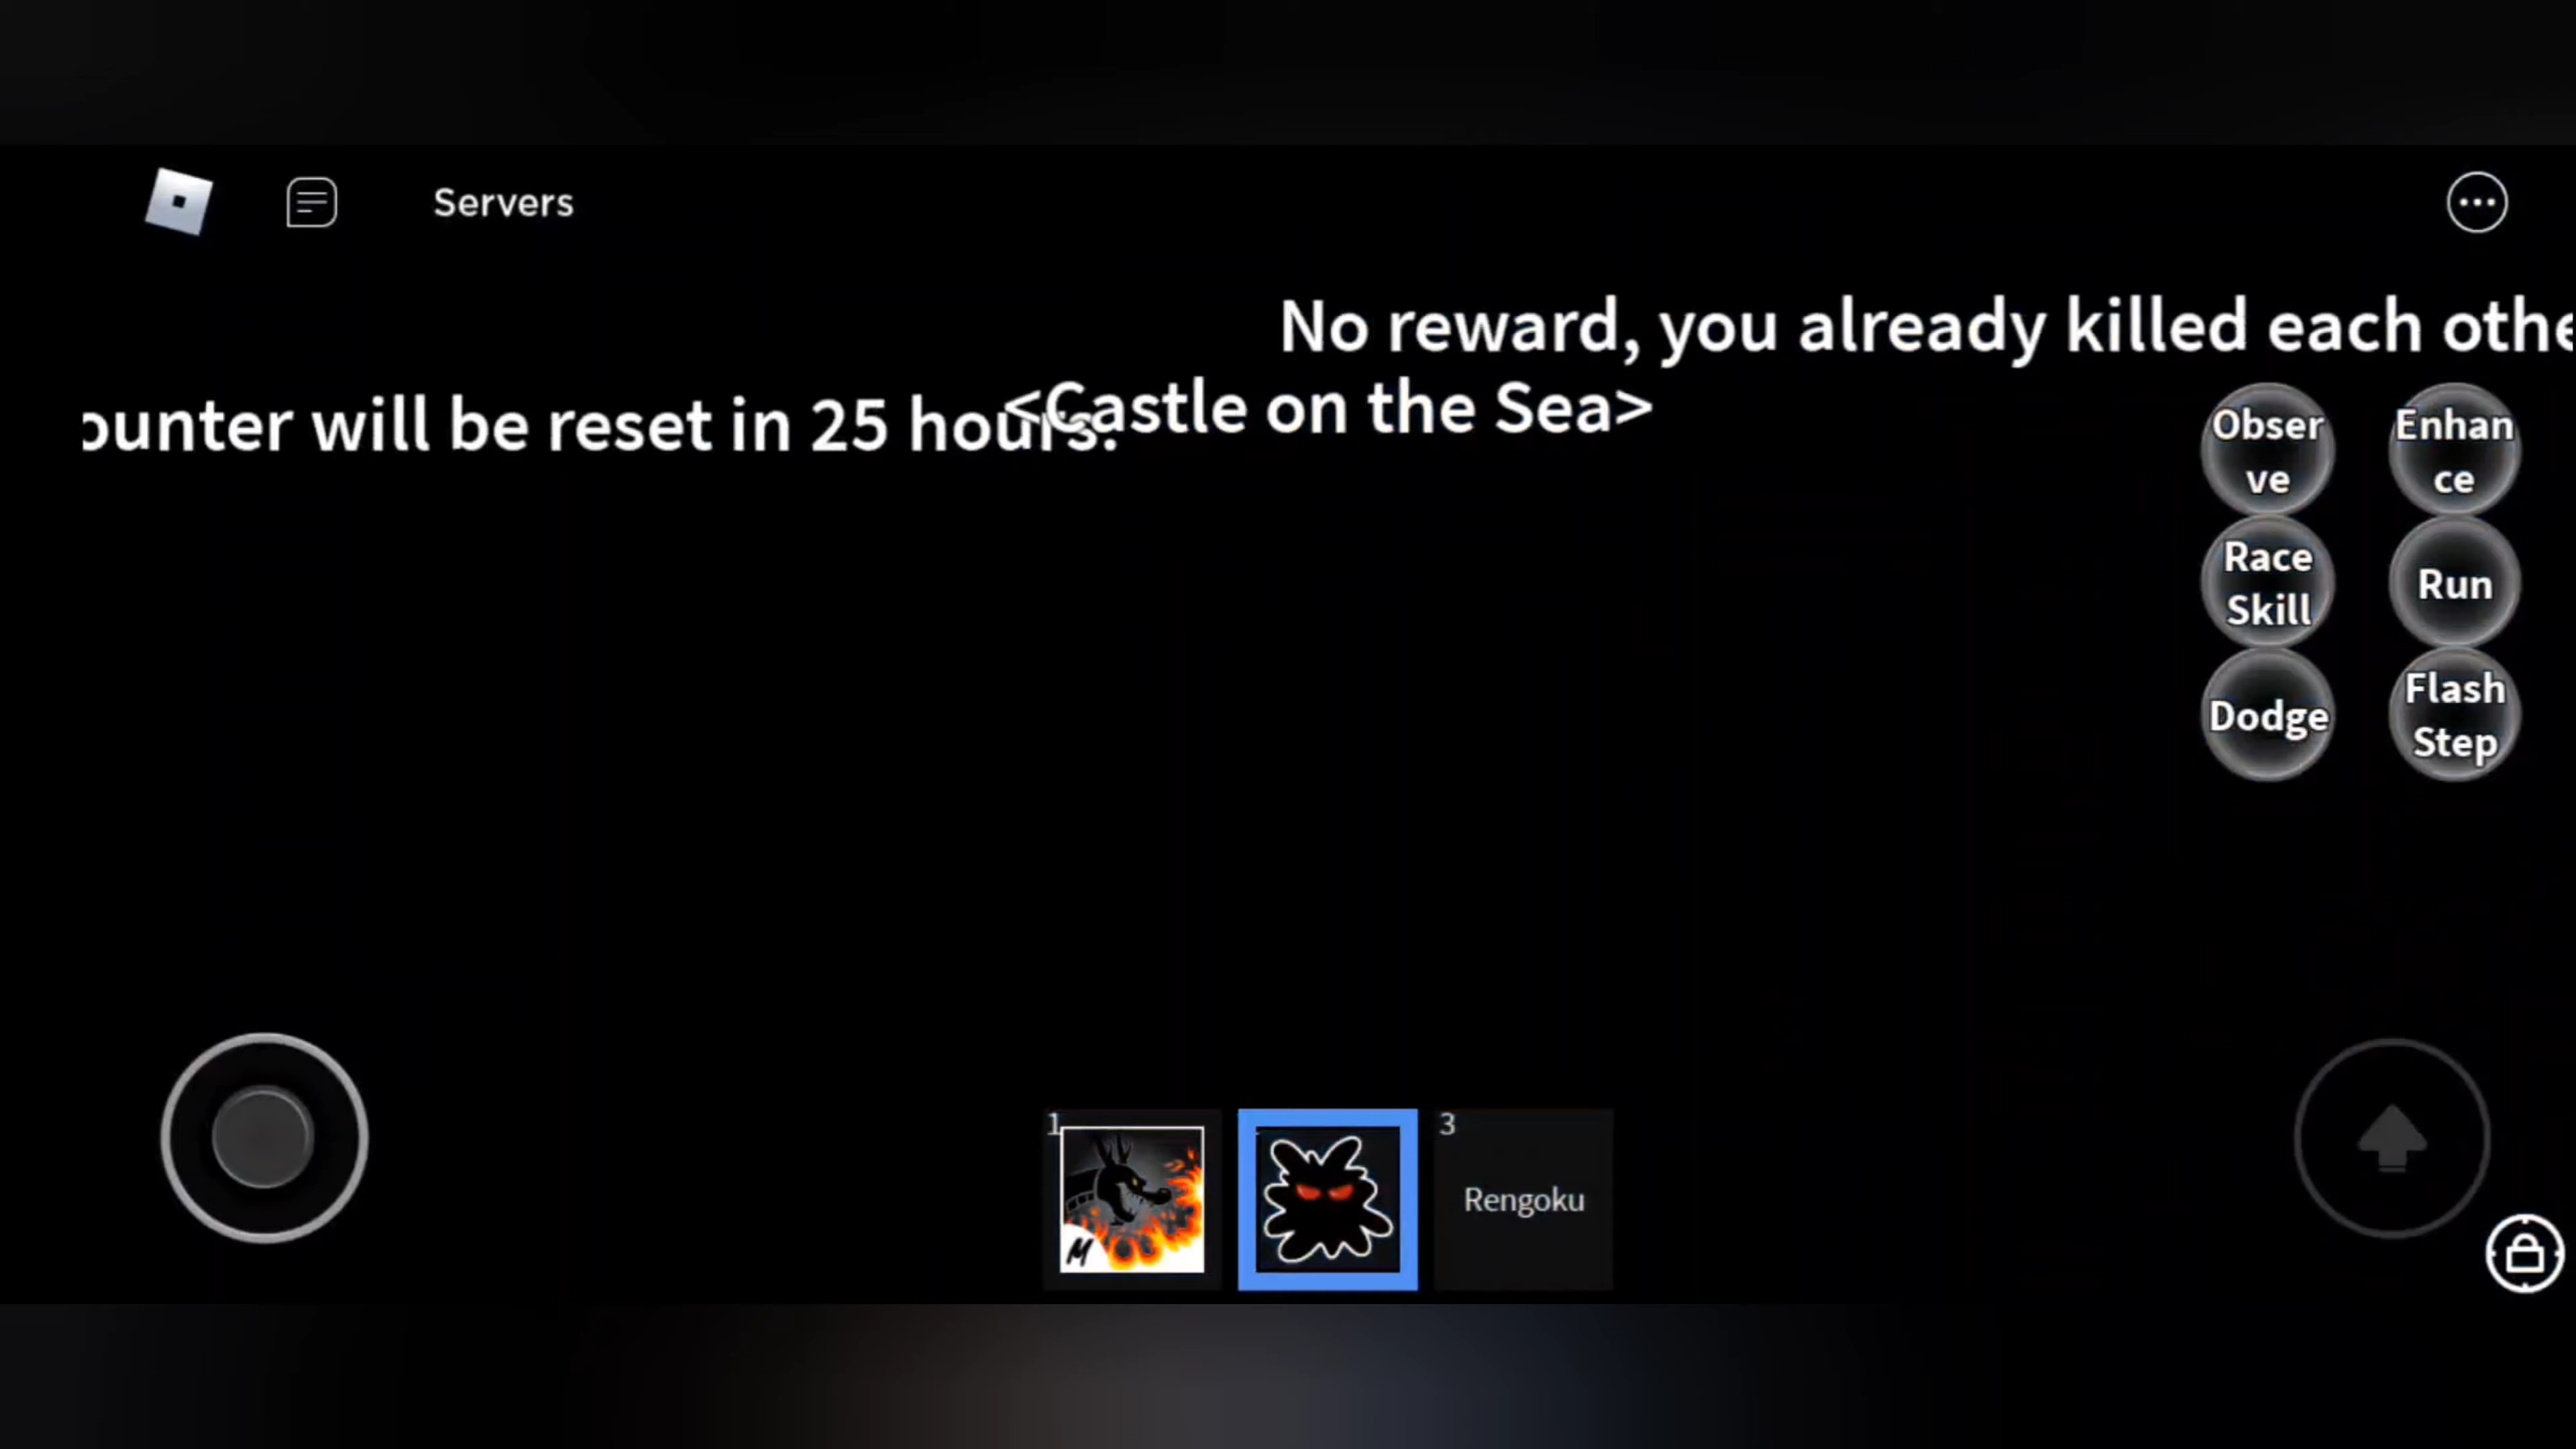 Servers
No reward, you already killed each othe
<Castle on the Sea>
ounter will be reset in 25 hours.
Obser
ve
Enhan
ce
Race
Skill
Run
Dodge
Flash
Step
1
M
3
Rengoku